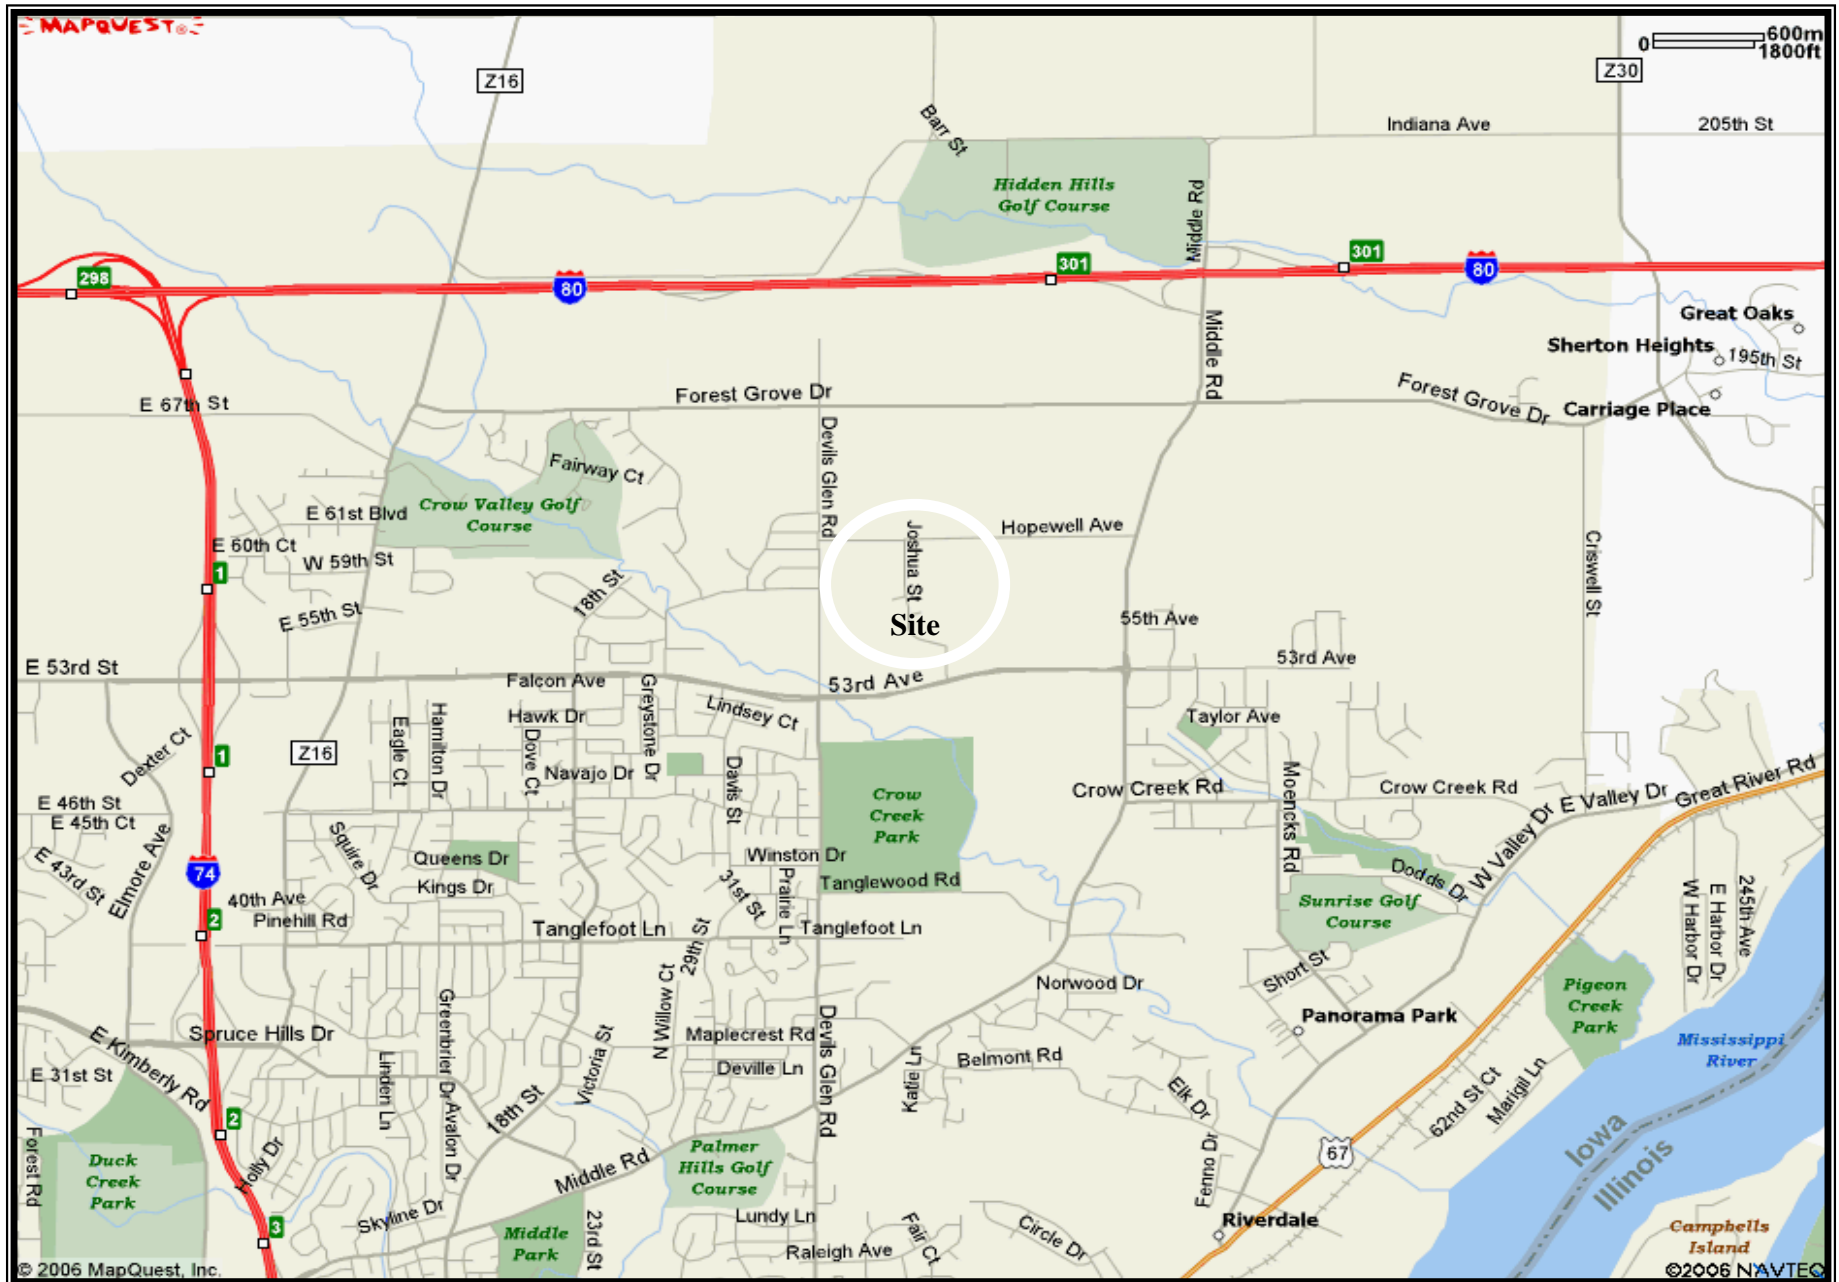 MAPQUEST
0 600m
1800ft
Z16
Z30
Barr St
Indiana Ave
205th St
Hidden Hills
Golf Course
Middle Rd
298
80
301
301
80
Great Oaks
Sherton Heights
195th St
Middle Rd
E 67th St
Forest Grove Dr
Forest Grove Dr
Carriage Place
Devils Glen Rd
Fairway Ct
Crow Valley Golf
Course
E 61st Blvd
E 60th Ct
W 59th St
1
18th St
E 55th St
Joshua St
Hopewell Ave
Site
55th Ave
Criswell St
E 53rd St
Falcon Ave
53rd Ave
53rd Ave
Hawk Dr
Greystone Dr
Lindsey Ct
Taylor Ave
Eagle Ct
Hamilton Dr
Dove Ct
Navajo Dr
Davis St
Dexter Ct
1
Z16
Moencks Rd
Crow Creek Rd
Crow Creek Rd
E Valley Dr
Great River Rd
W Valley Dr
E 46th St
E 45th Ct
E 43rd St
Elmore Ave
Squire Dr
Crow
Creek
Park
Queens Dr
Kings Dr
Winston Dr
31st St
Prairie Ln
Tanglewood Rd
Dodds Dr
74
40th Ave
2
Pinehill Rd
Tanglefoot Ln
Tanglefoot Ln
29th St
N Willow Ct
Sunrise Golf
Course
Short St
W Harbor Dr
E Harbor Dr
245th Ave
Norwood Dr
Pigeon
Creek
Park
Panorama Park
Mississippi
River
Spruce Hills Dr
E Kimberly Rd
E 31st St
Linden Ln
Greenbrier Dr
Avalon Dr
18th St
Victoria St
Maplecrest Rd
Deville Ln
Devils Glen Rd
Katie Ln
Belmont Rd
Elk Dr
62nd St Ct
Marigil Ln
2
Holly Dr
Forest Rd
Duck
Creek
Park
Palmer
Hills Golf
Course
Middle Rd
Fenno Dr
67
Iowa
Illinois
3
Skyline Dr
Middle
Park
23rd St
Lundy Ln
Raleigh Ave
Fair Ct
Circle Dr
Riverdale
Campbells
Island
© 2006 MapQuest, Inc.
©2006 NAVTEQ